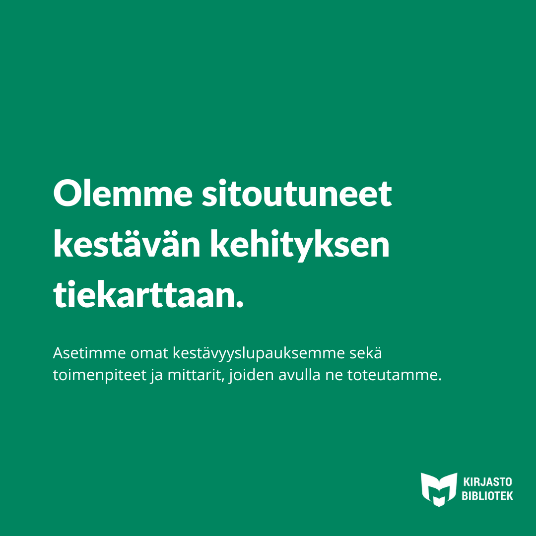 Olemme sitoutuneet
kestävän kehityksen
tiekarttaan.
Asetimme omat kestävyyslupauksemme sekä
toimenpiteet ja mittarit, joiden avulla ne toteutamme.
KIRJASTO
BIBLIOTEK